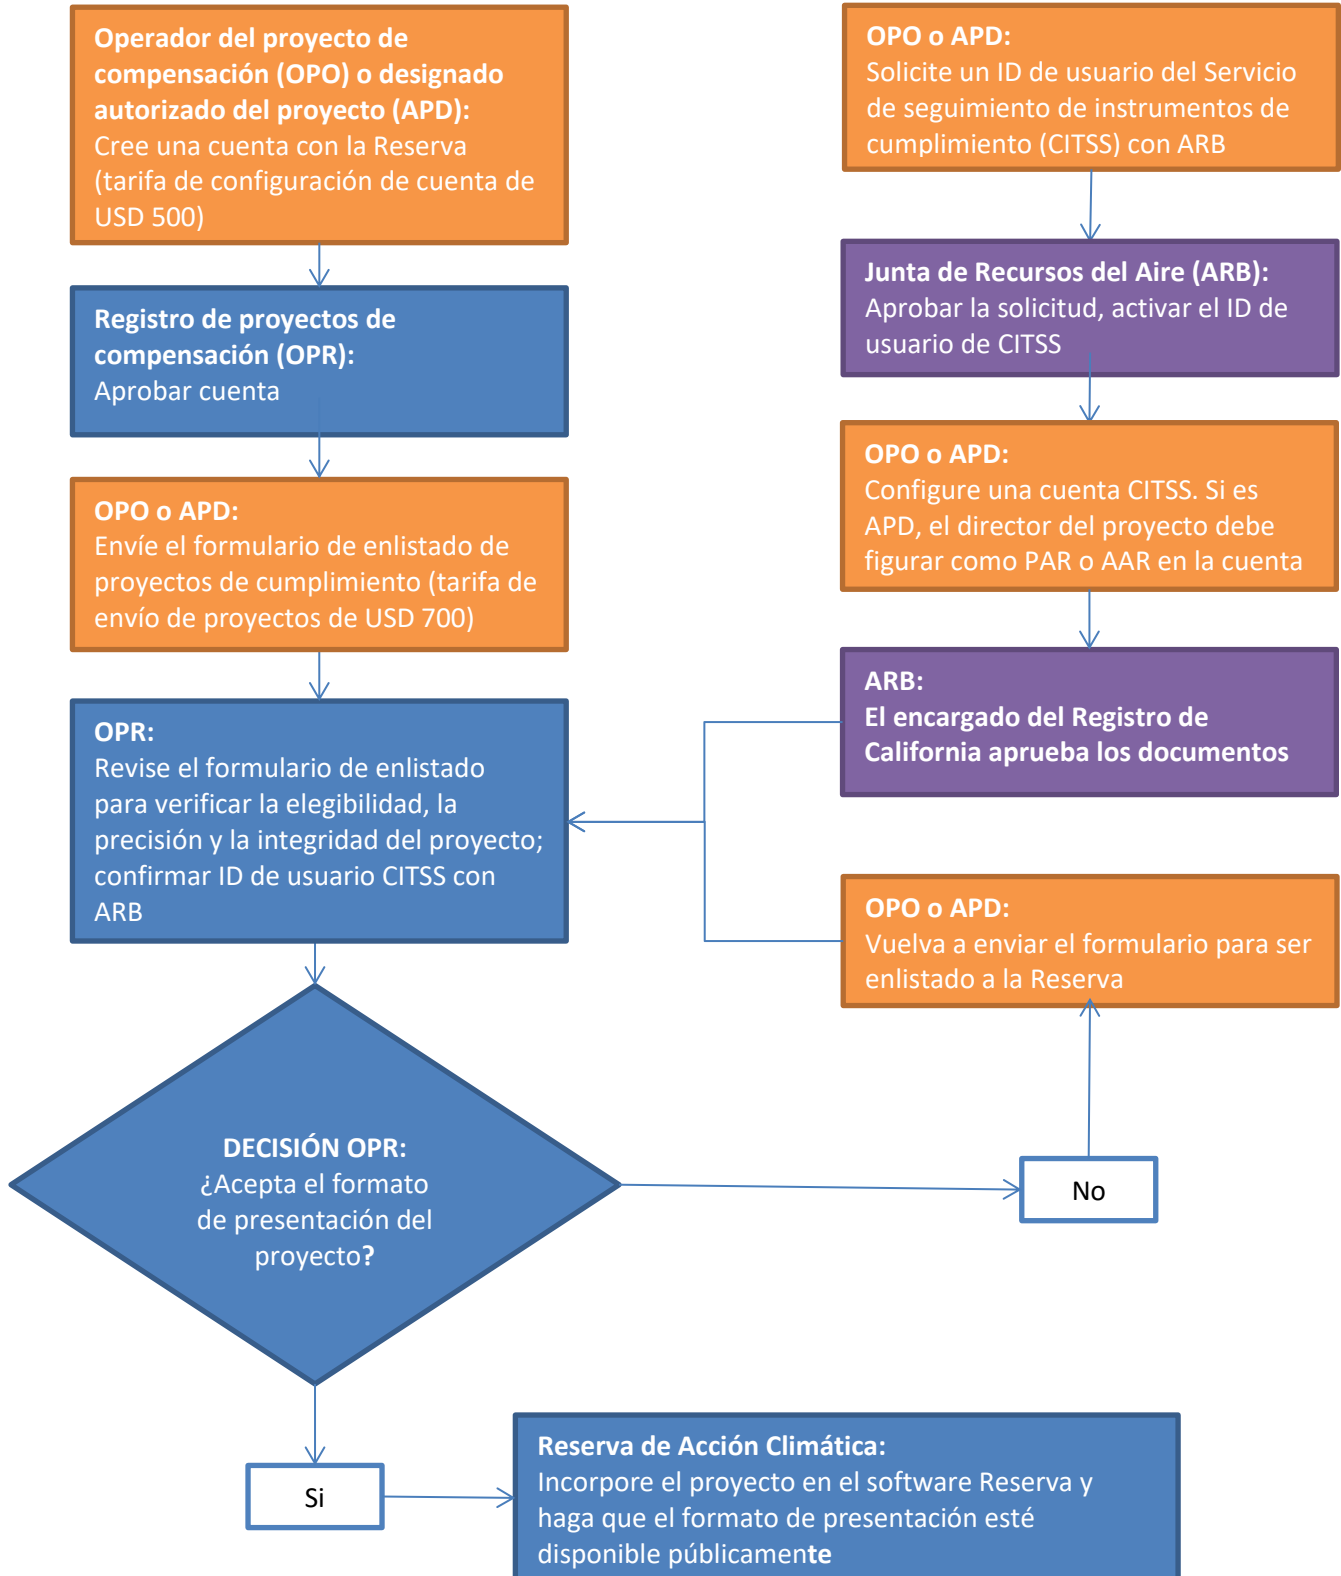 Operador del proyecto de
compensación (OPO) o designado
autorizado del proyecto (APD):
Cree una cuenta con la Reserva
(tarifa de configuración de cuenta de
USD 500)
Registro de proyectos de
compensación (OPR):
Aprobar cuenta
OPO o APD:
Envíe el formulario de enlistado de
proyectos de cumplimiento (tarifa de
envío de proyectos de USD 700)
OPR:
Revise el formulario de enlistado
para verificar la elegibilidad, la
precisión y la integridad del proyecto;
confirmar ID de usuario CITSS con
ARB
OPO o APD:
Solicite un ID de usuario del Servicio
de seguimiento de instrumentos de
cumplimiento (CITSS) con ARB
Junta de Recursos del Aire (ARB):
Aprobar la solicitud, activar el ID de
usuario de CITSS
OPO o APD:
Configure una cuenta CITSS. Si es
APD, el director del proyecto debe
figurar como PAR o AAR en la cuenta
ARB:
El encargado del Registro de
California aprueba los documentos
OPO o APD:
Vuelva a enviar el formulario para ser
enlistado a la Reserva
DECISIÓN OPR:
¿Acepta el formato
de presentación del
proyecto?
No
Si
Reserva de Acción Climática:
Incorpore el proyecto en el software Reserva y
haga que el formato de presentación esté
disponible públicamente